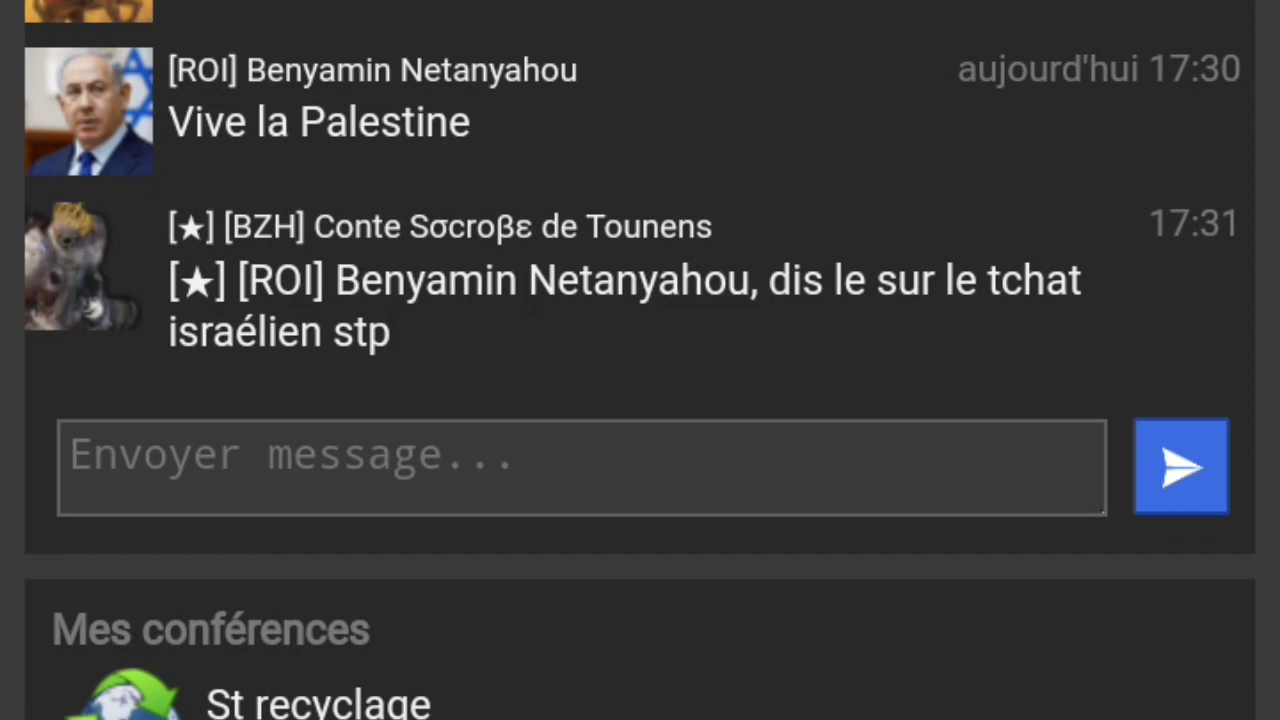 [ROI] Benyamin Netanyahou
aujourd'hui 17:30
Vive la Palestine
[★] [BZH] Conte Sσcroβε de Tounens
17:31
[★] [ROI] Benyamin Netanyahou, dis le sur le tchat
israélien stp
Envoyer message...
Mes conférences
St recyclage